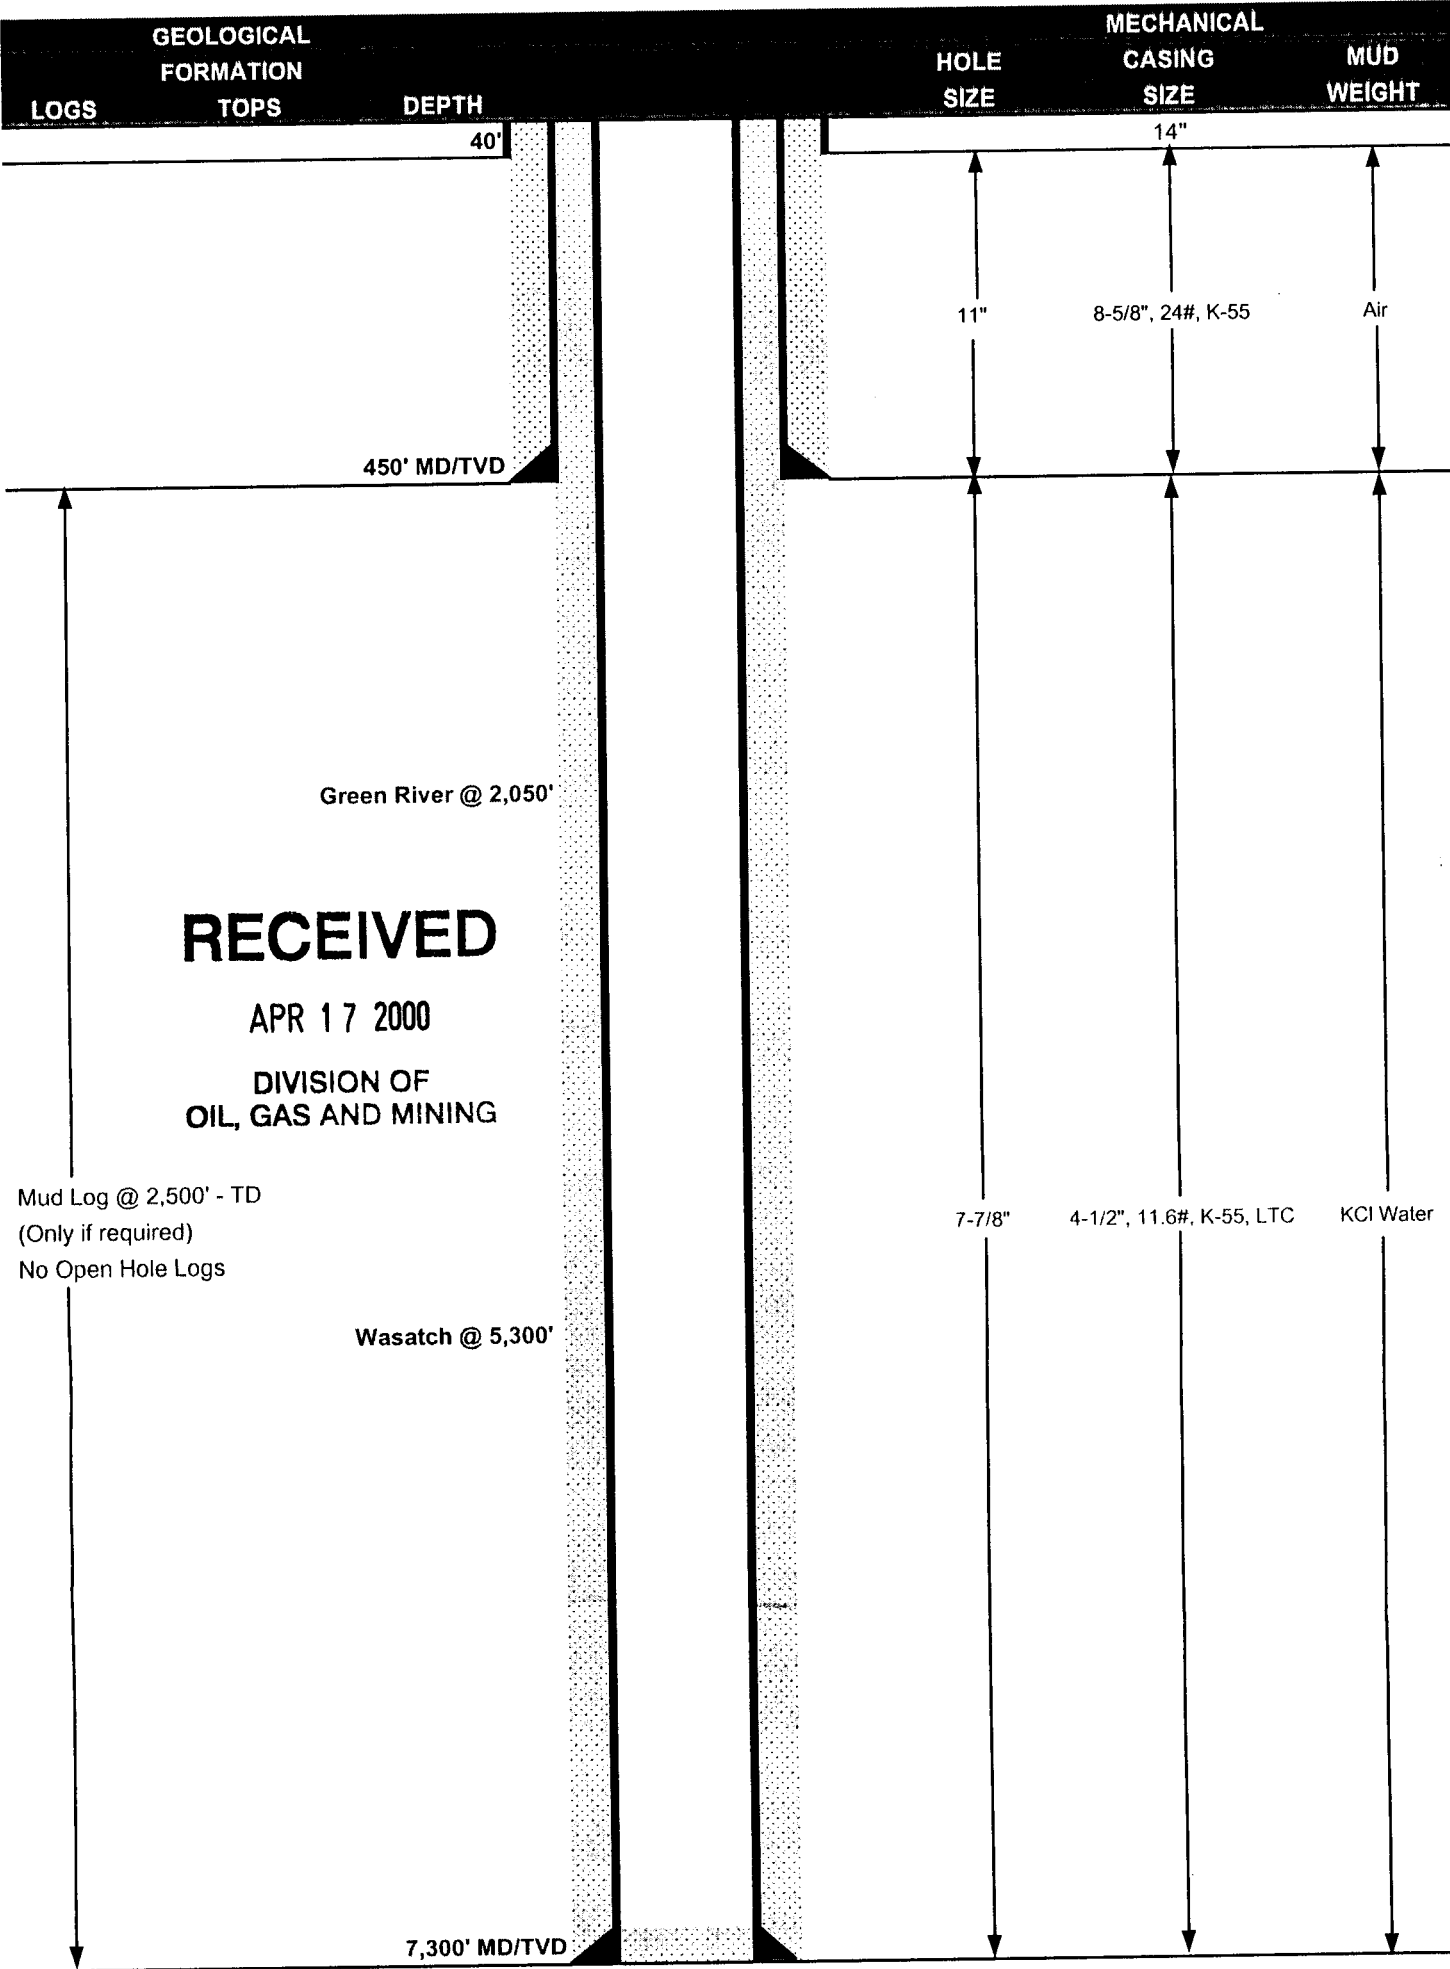 GEOLOGICAL
MECHANICAL
FORMATION
HOLE
CASING
MUD
LOGS
TOPS
DEPTH
SIZE
SIZE
WEIGHT
40'
14"
11"
8-5/8", 24#, K-55
Air
450' MD/TVD
Green River @ 2,050'
RECEIVED
APR 17 2000
DIVISION OF
OIL, GAS AND MINING
Mud Log @ 2,500' - TD
(Only if required)
No Open Hole Logs
7-7/8"
4-1/2", 11.6#, K-55, LTC
KCl Water
Wasatch @ 5,300'
7,300' MD/TVD